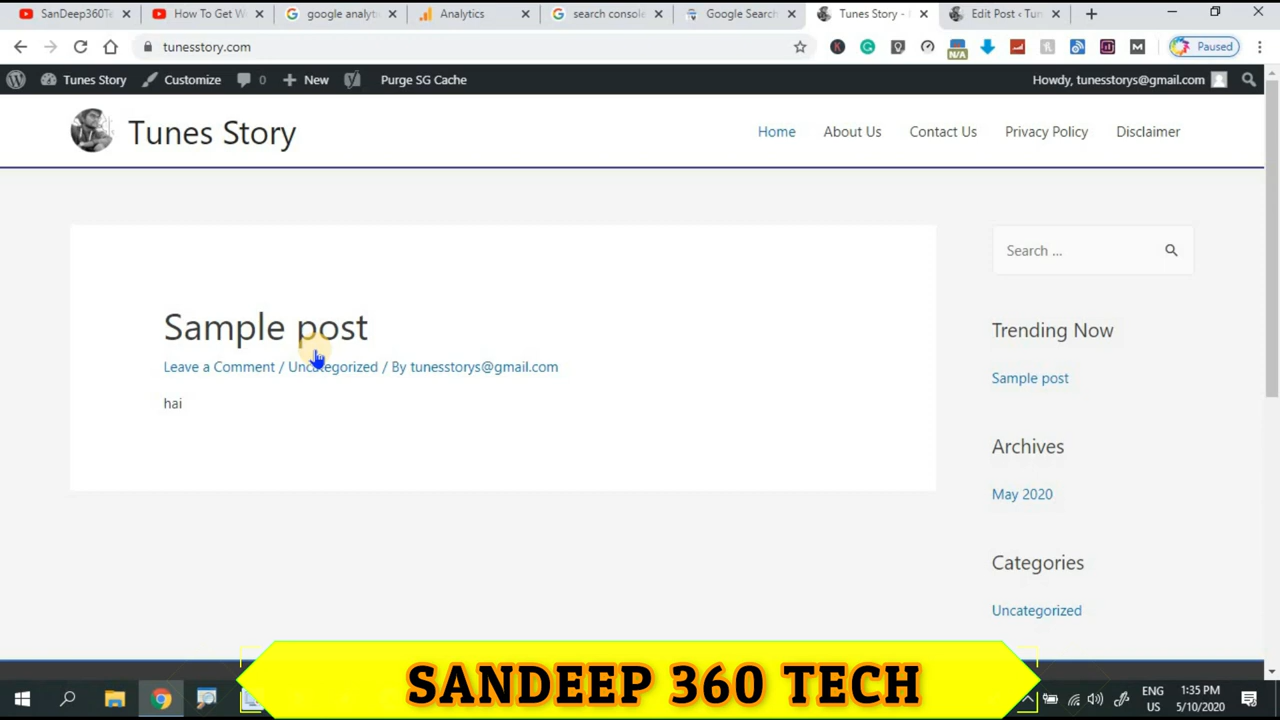 SanDeep360Te
How To Get W
google analyti
Analytics
search console
Google Search
Tunes Story -
Edit Post ‹ Tun
tunesstory.com
N/A
Paused
Tunes Story
Customize
0
New
Purge SG Cache
Howdy, tunesstorys@gmail.com
Tunes Story
Home
About Us
Contact Us
Privacy Policy
Disclaimer
Sample post
Leave a Comment / Uncategorized / By tunesstorys@gmail.com
hai
Search ...
Trending Now
Sample post
Archives
May 2020
Categories
Uncategorized
SANDEEP 360 TECH
ENG
US
1:35 PM
5/10/2020